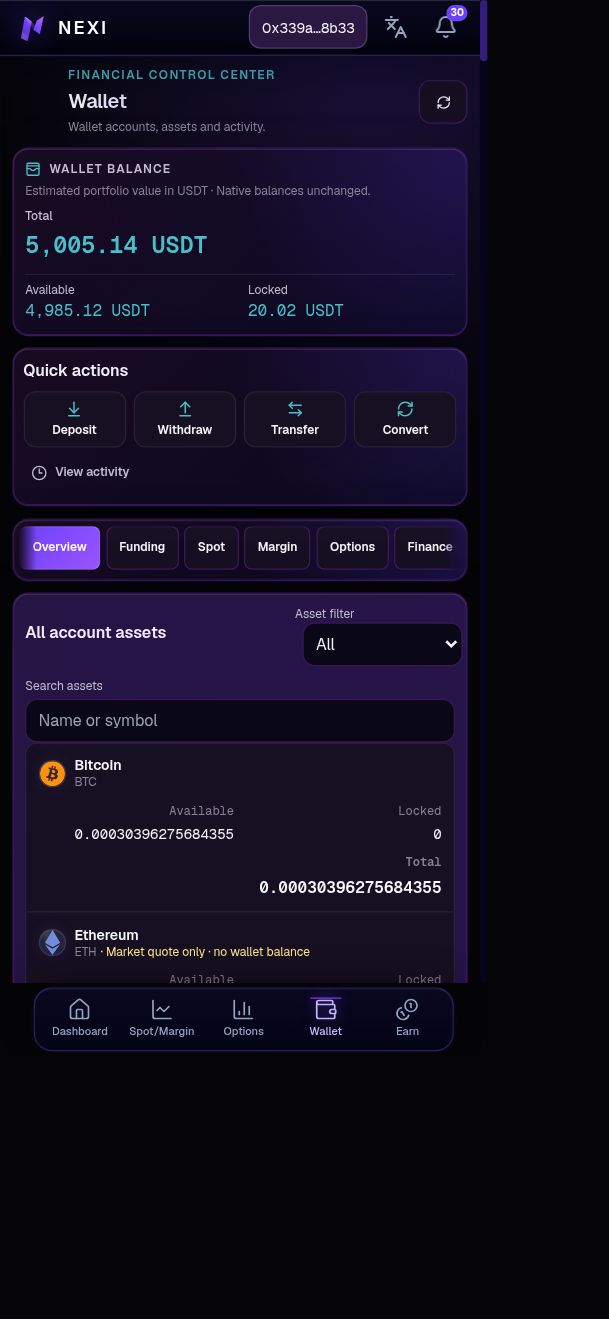 NEXI
0x339a…8b33
30
FINANCIAL CONTROL CENTER
Wallet
Wallet accounts, assets and activity.
WALLET BALANCE
Estimated portfolio value in USDT · Native balances unchanged.
Total
5,005.14 USDT
Available Locked
4,985.12 USDT 20.02 USDT
Quick actions
Deposit Withdraw Transfer Convert
View activity
Overview Funding Spot Margin Options Finance
Asset filter
All account assets
All
Search assets
Name or symbol
Bitcoin
BTC
Available Locked
0.00030396275684355 0
Total
0.00030396275684355
Ethereum
ETH · Market quote only · no wallet balance
Available Locked
Dashboard Spot/Margin Options Wallet Earn